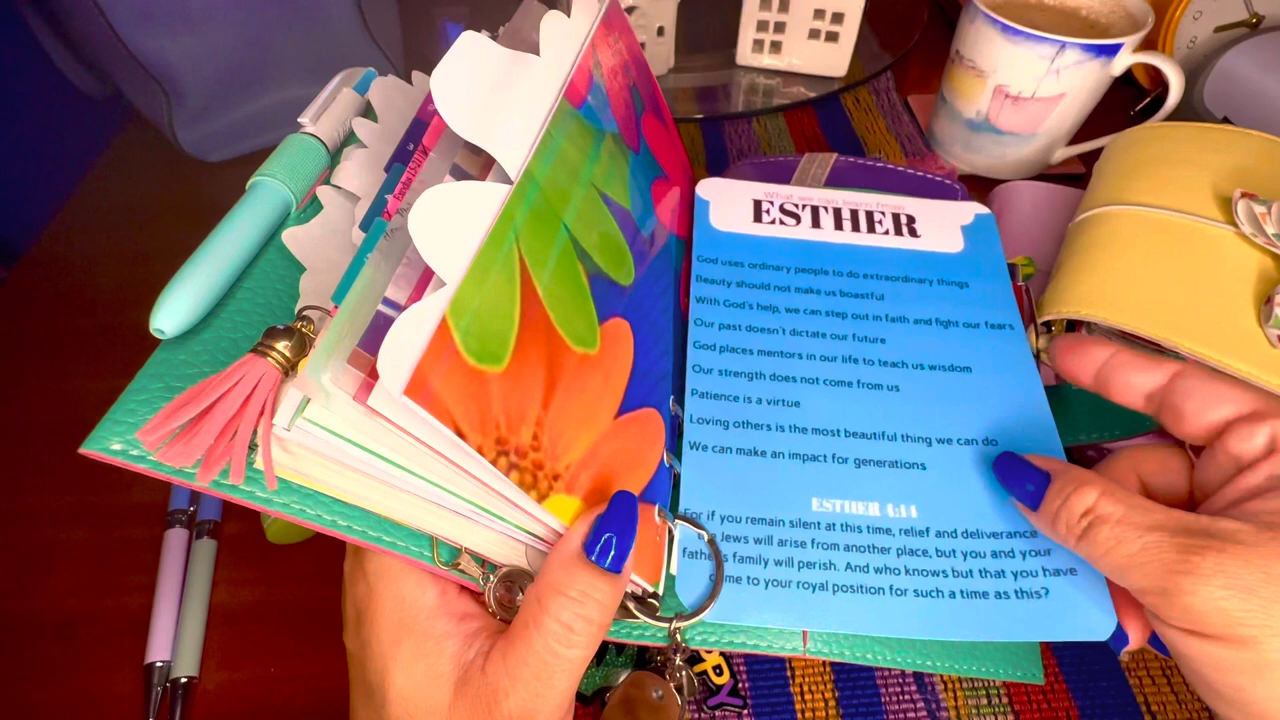 What we can learn from
ESTHER
God uses ordinary people to do extraordinary things
Beauty should not make us boastful
With God's help, we can step out in faith and fight our fears
Our past doesn't dictate our future
God places mentors in our life to teach us wisdom
Our strength does not come from us
Patience is a virtue
Loving others is the most beautiful thing we can do
We can make an impact for generations
ESTHER 4:14
For if you remain silent at this time, relief and deliverance
Jews will arise from another place, but you and your
family will perish. And who knows but that you have
to your royal position for such a time as this?
Exodus 15:21
PPY